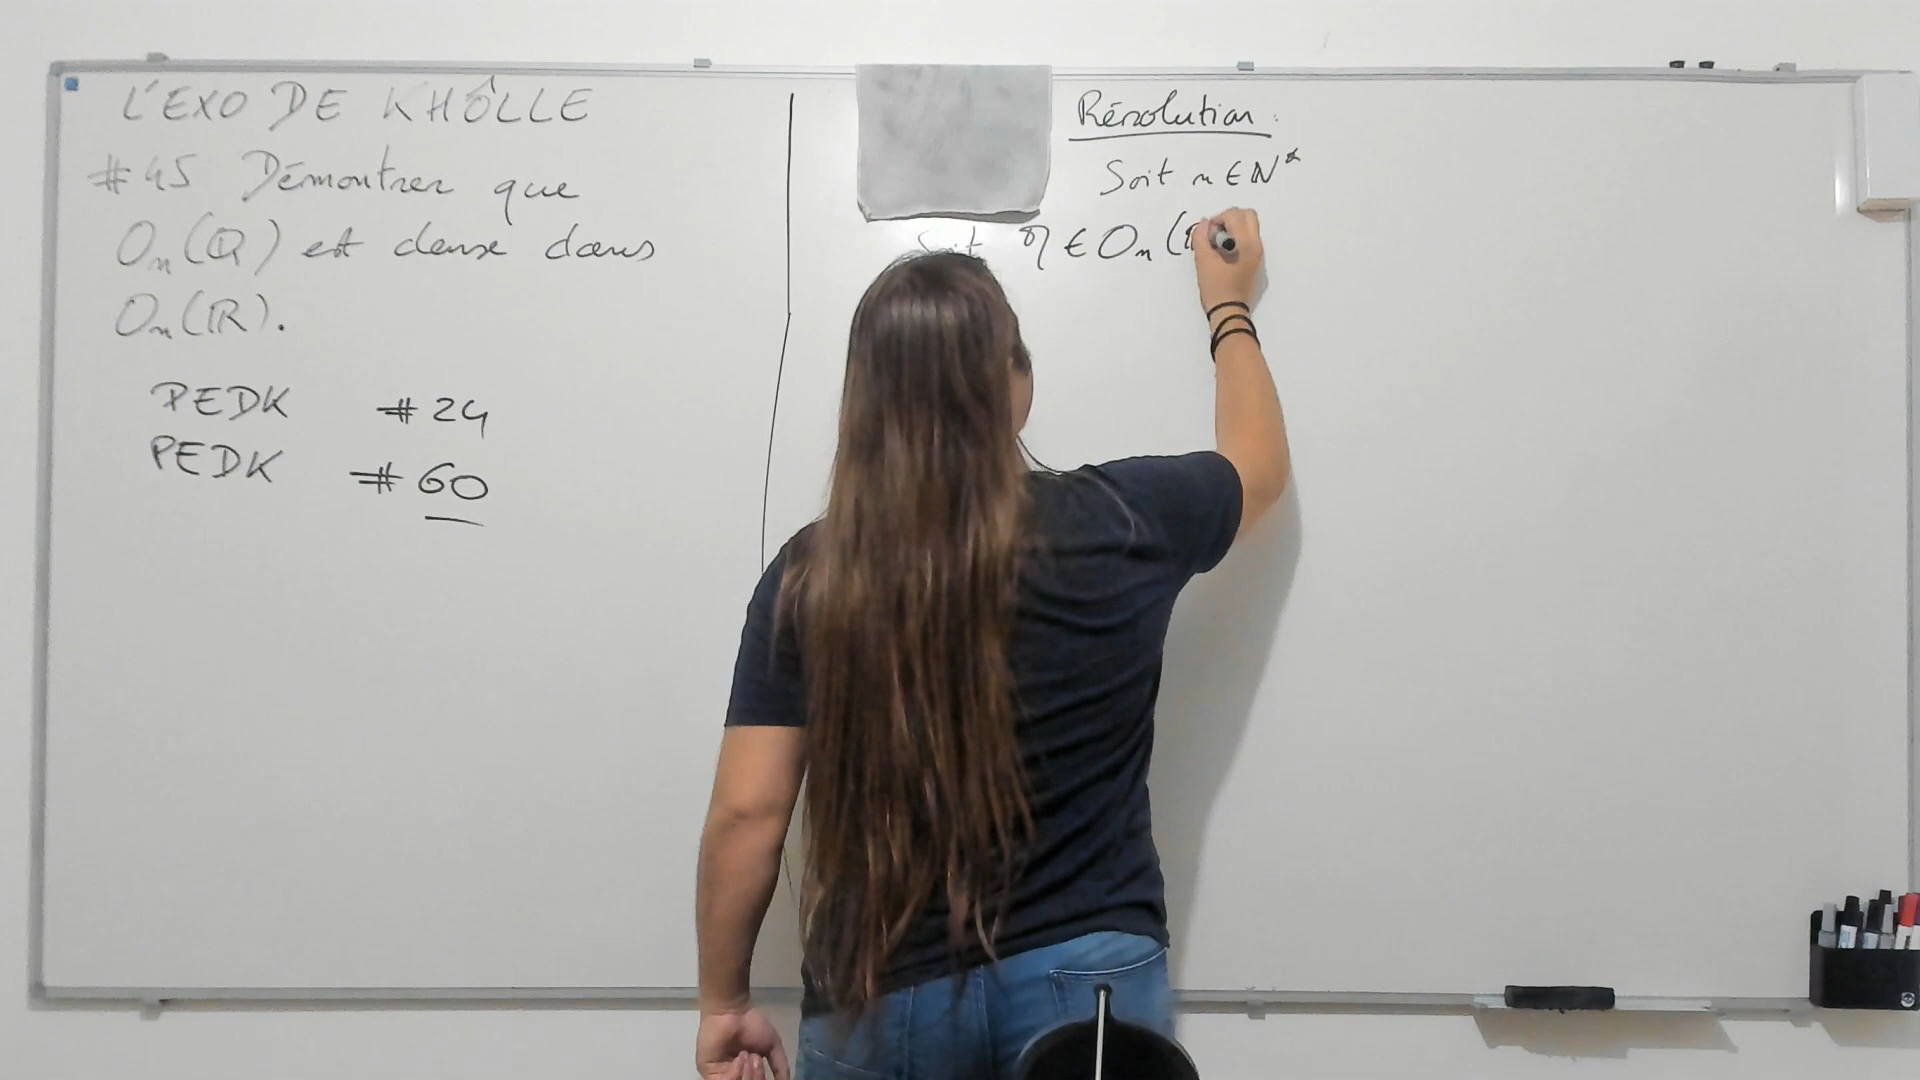 L'EXO DE KHÔLLE
#45 Démontrer que
On(Q) est dense dans
On(R).
PEDK #24
PEDK #60
Résolution :
Soit n ∈ N*
Soit ∈ On(